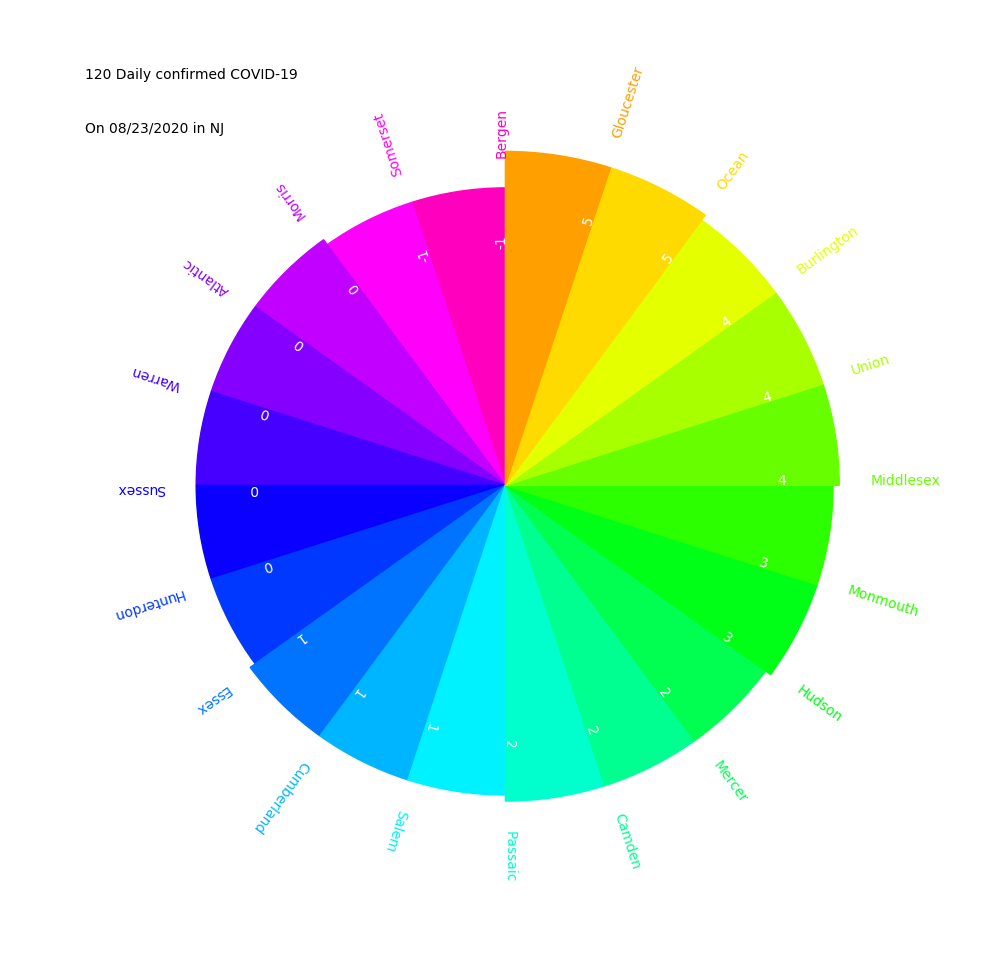 120 Daily confirmed COVID-19
On 08/23/2020 in NJ
Gloucester
5
Ocean
5
Burlington
4
Union
4
Middlesex
4
Monmouth
3
Hudson
3
Mercer
2
Camden
2
Passaic
2
Salem
1
Cumberland
1
Essex
1
Hunterdon
0
Sussex
0
Warren
0
Atlantic
0
Morris
0
Somerset
-1
Bergen
-1